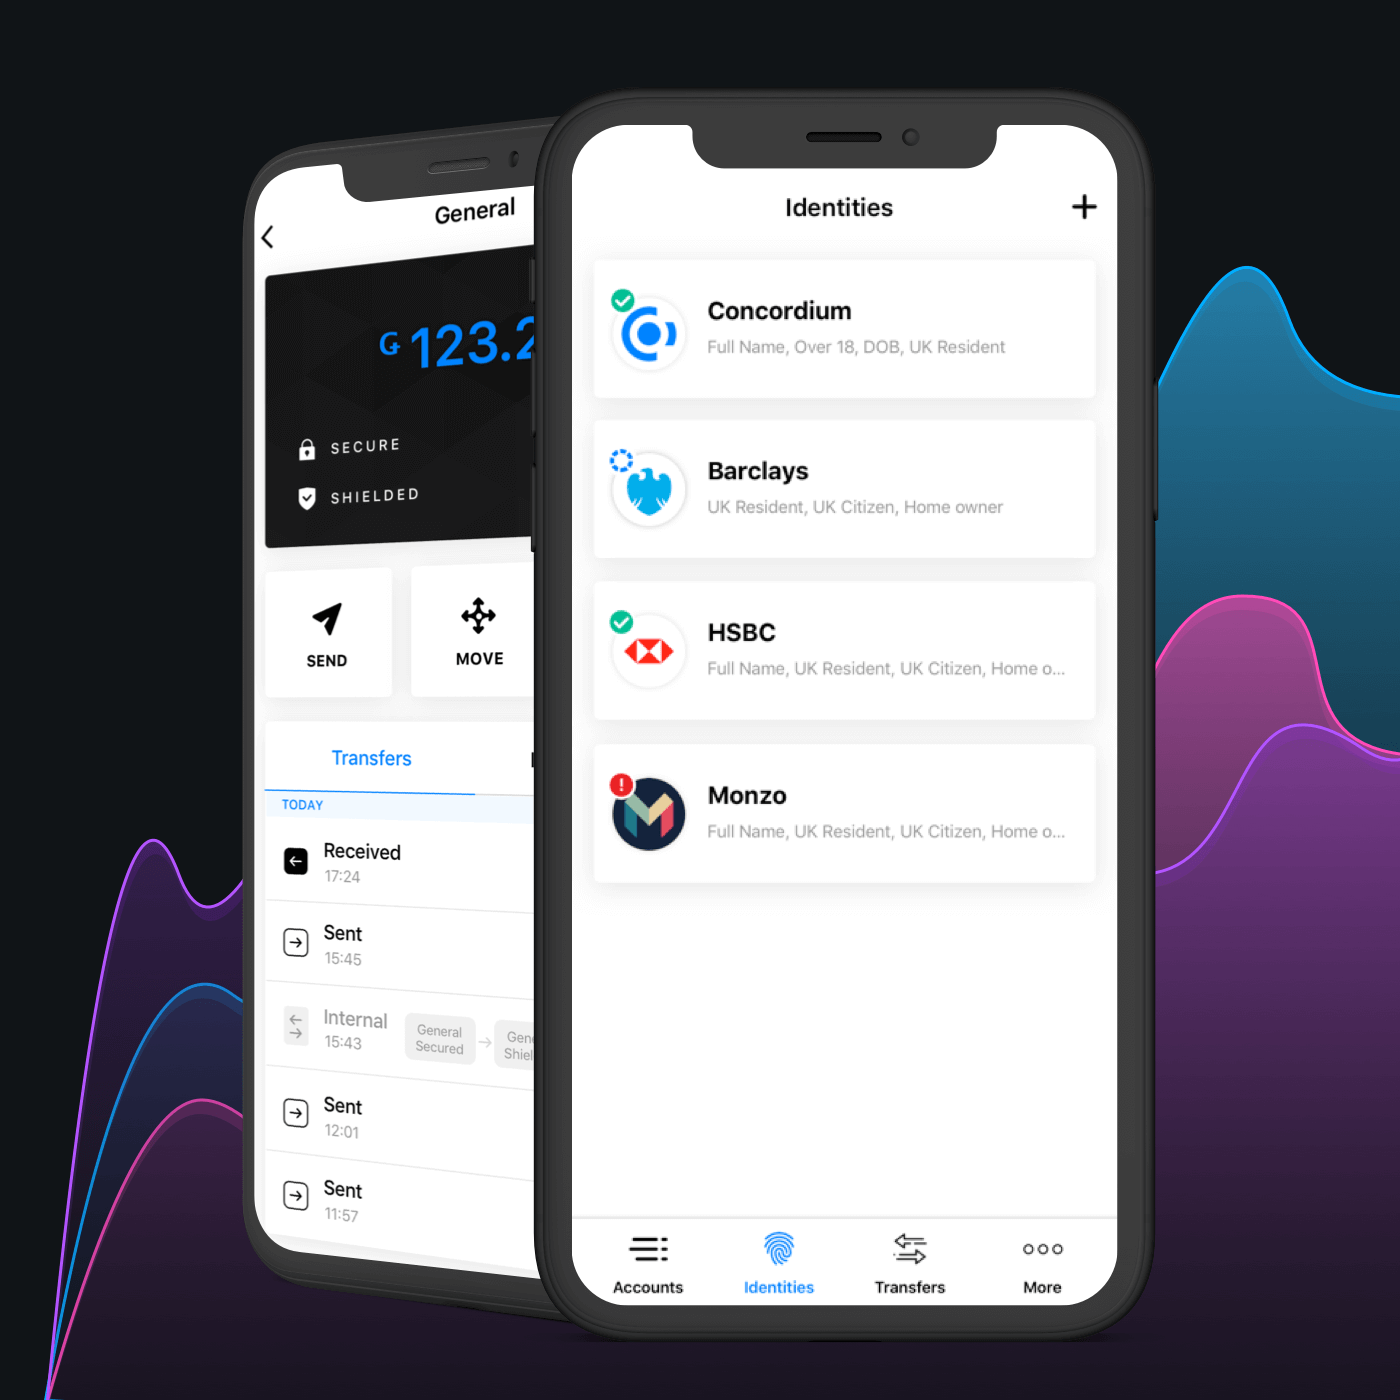 General
G 123.2
SECURE
SHIELDED
SEND
MOVE
Transfers
TODAY
Received
17:24
Sent
15:45
Internal
15:43
General
Secured
Sent
12:01
Sent
11:57
Identities
Concordium
Full Name, Over 18, DOB, UK Resident
Barclays
UK Resident, UK Citizen, Home owner
HSBC
Full Name, UK Resident, UK Citizen, Home o...
Monzo
Full Name, UK Resident, UK Citizen, Home o...
Accounts
Identities
Transfers
More